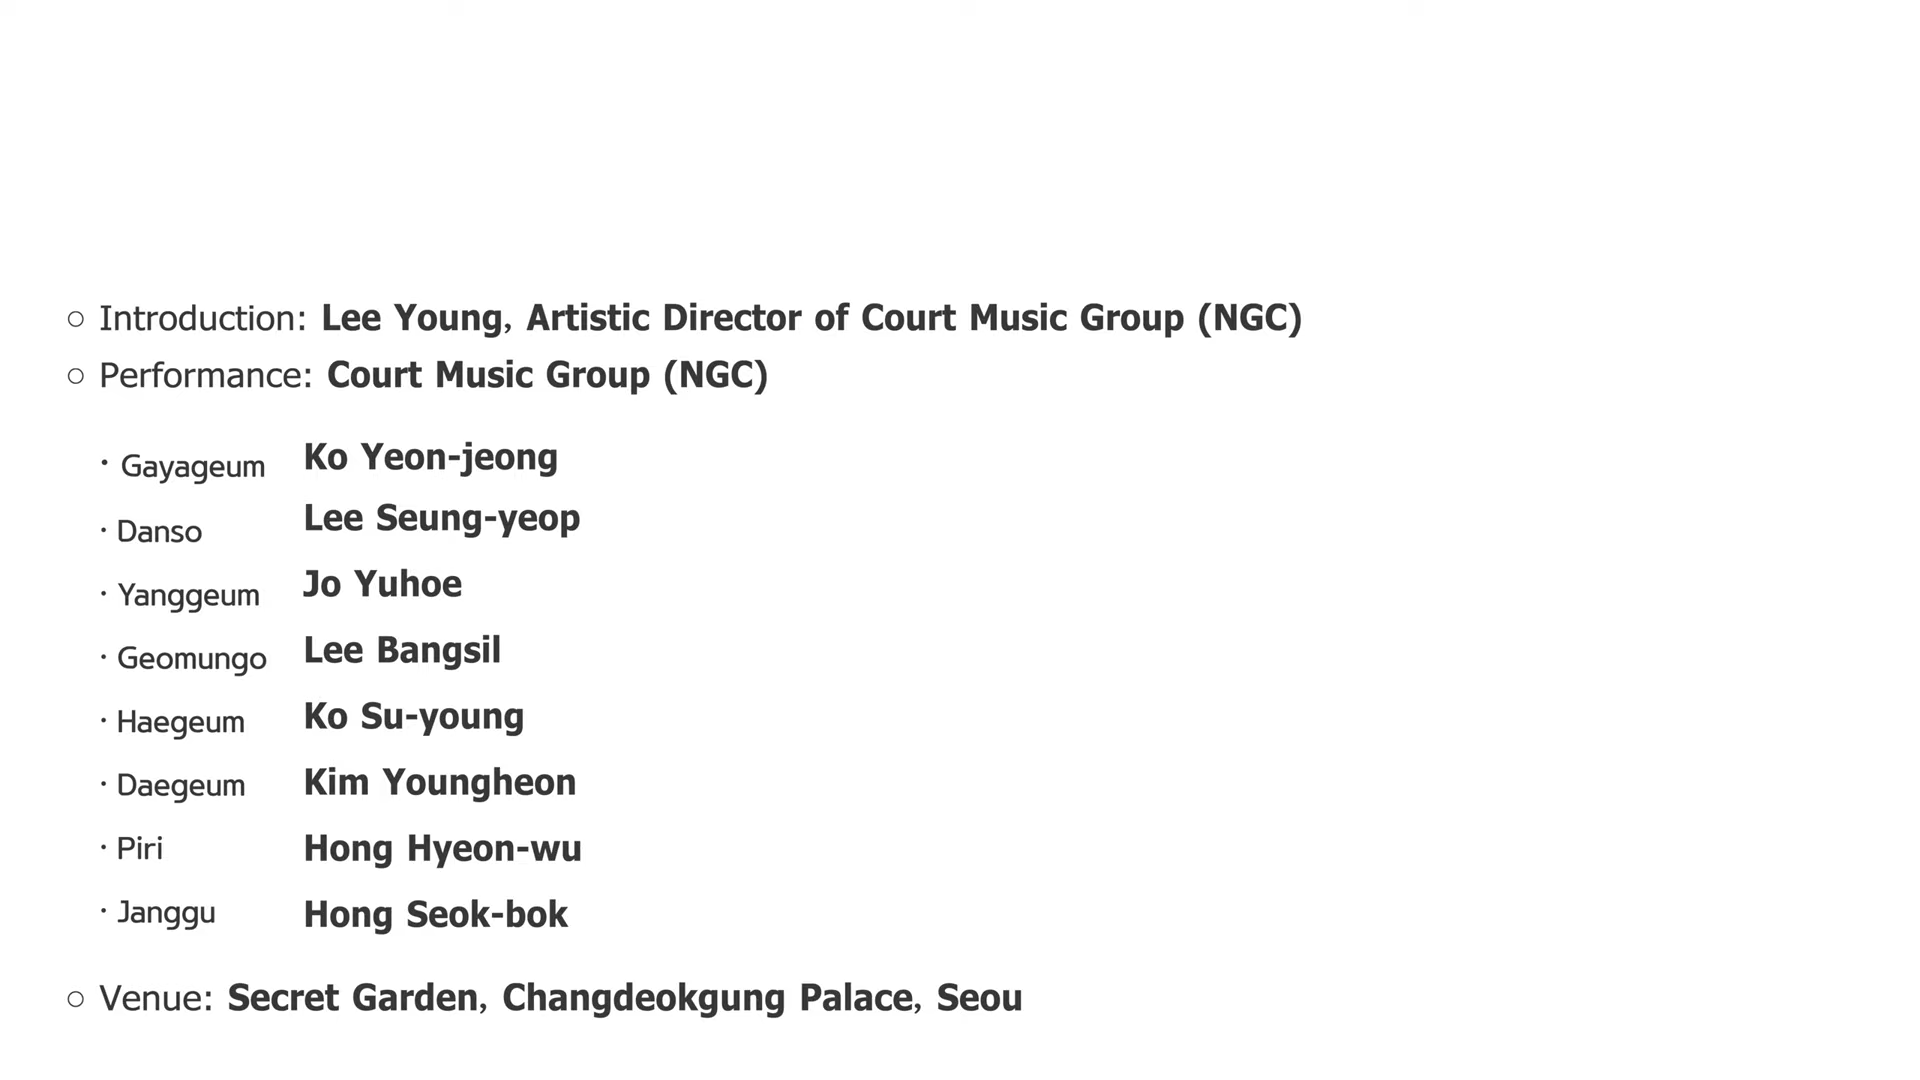 ○ Introduction: Lee Young, Artistic Director of Court Music Group (NGC)
○ Performance: Court Music Group (NGC)
· Gayageum Ko Yeon-jeong
· Danso Lee Seung-yeop
· Yanggeum Jo Yuhoe
· Geomungo Lee Bangsil
· Haegeum Ko Su-young
· Daegeum Kim Youngheon
· Piri Hong Hyeon-wu
· Janggu Hong Seok-bok
○ Venue: Secret Garden, Changdeokgung Palace, Seou